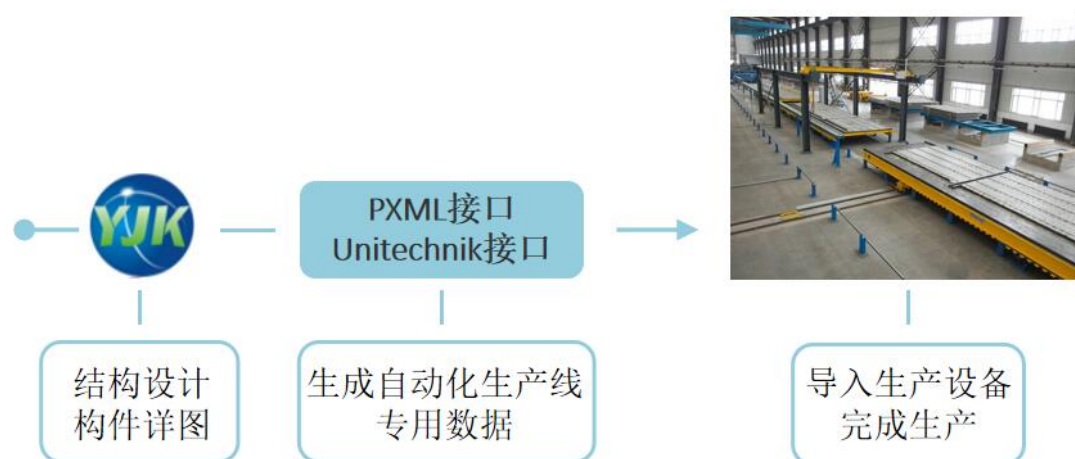 YJK
PXML接口
Unitechnik接口
结构设计
构件详图
生成自动化生产线
专用数据
导入生产设备
完成生产